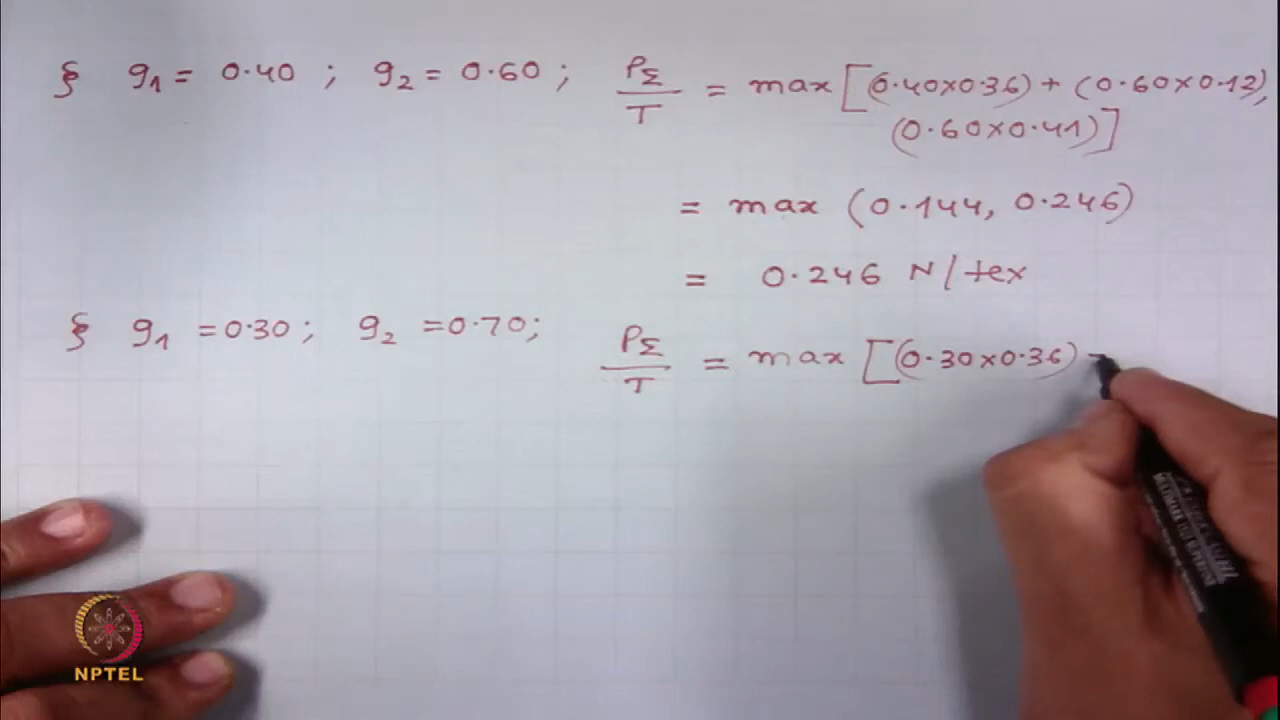 § g₁ = 0.40 ; g₂ = 0.60 ; P_Σ/T = max [(0.40×0.36) + (0.60×0.12),
(0.60×0.41)]
= max (0.144, 0.246)
= 0.246 N/tex
§ g₁ = 0.30 ; g₂ = 0.70 ; P_Σ/T = max [(0.30×0.36)
NPTEL